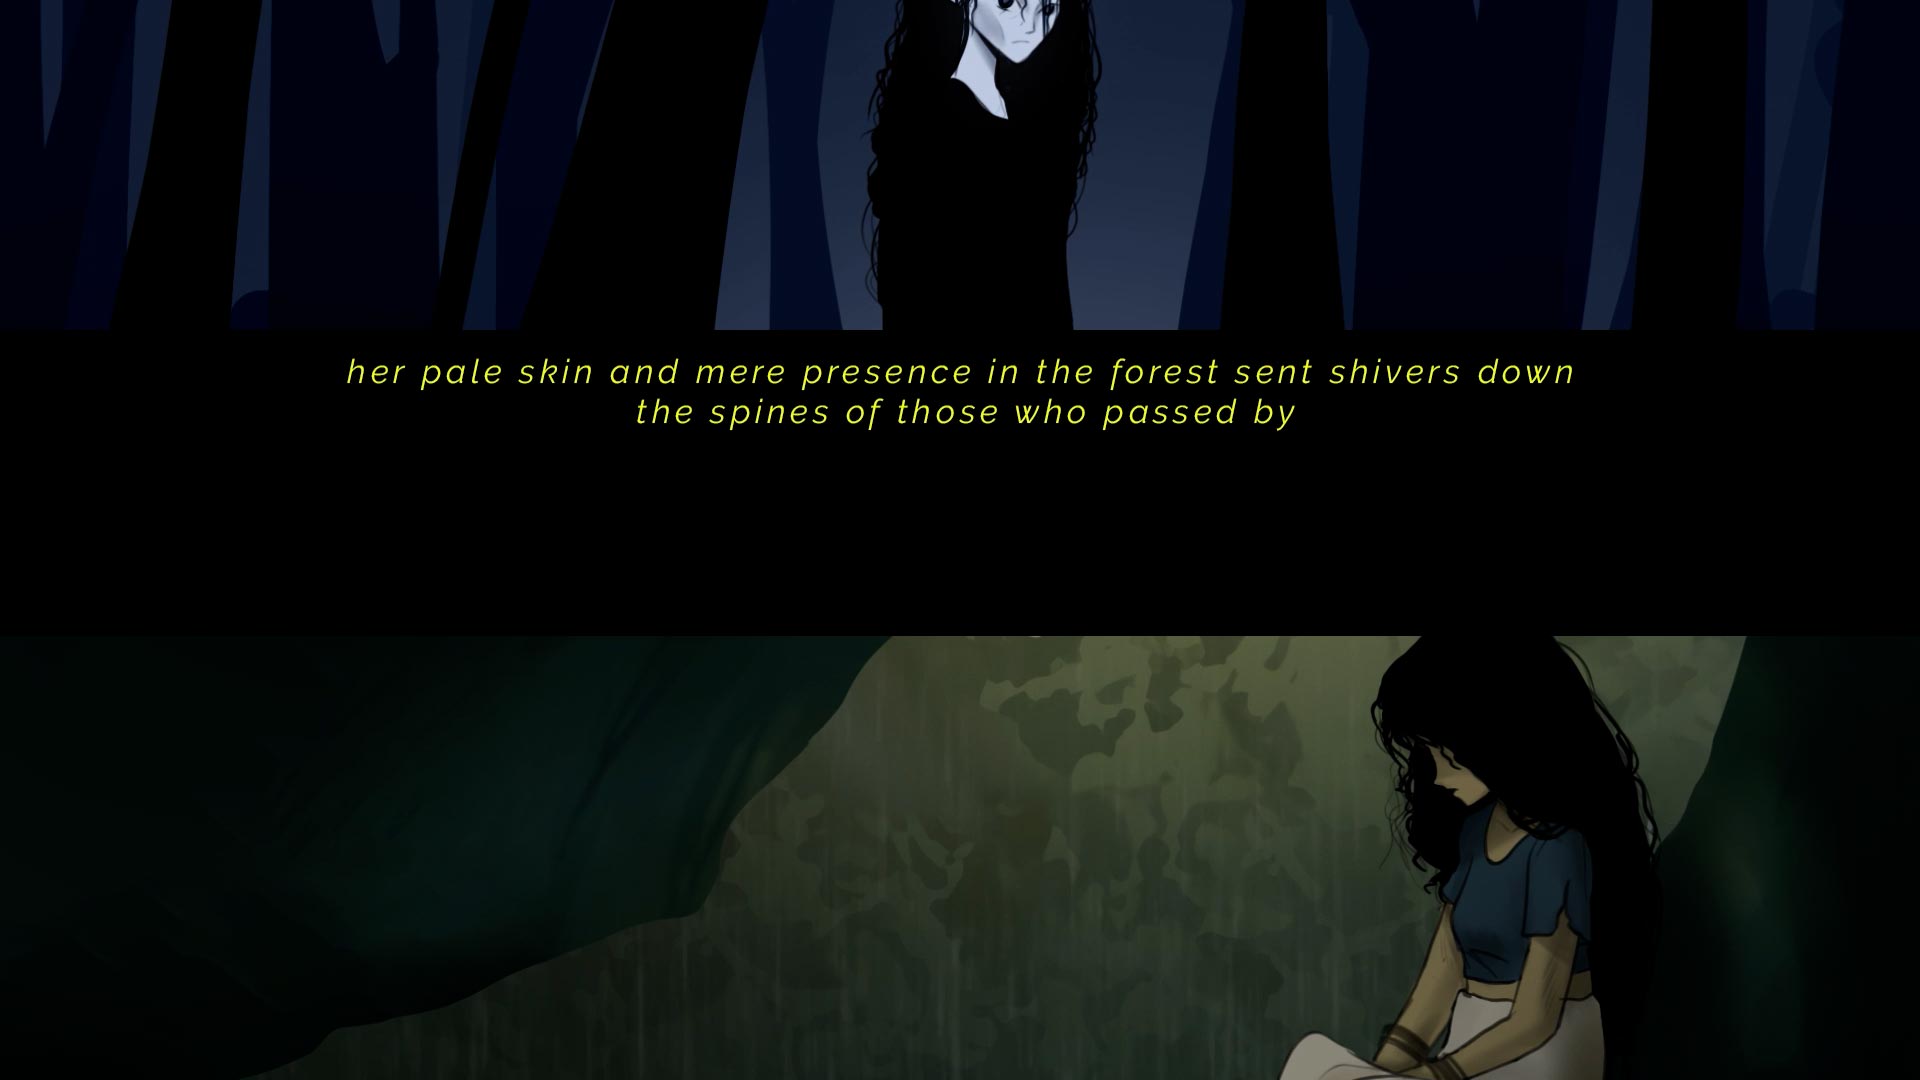 her pale skin and mere presence in the forest sent shivers down
the spines of those who passed by